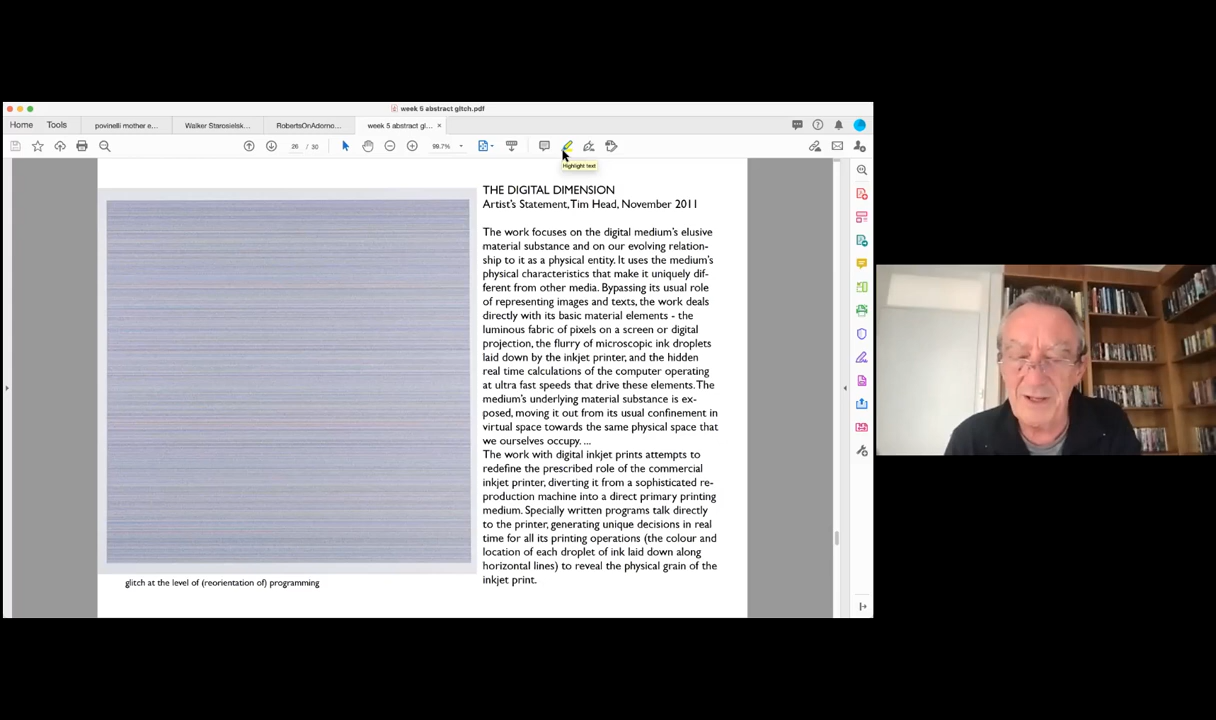 week 5 abstract gltch.pdf
Home
Tools
povinelli mother e...
Walker Starosielsk...
RobertsOnAdorno...
week 5 abstract gl...
26 / 30
99.7%
Highlight text
THE DIGITAL DIMENSION
Artist's Statement, Tim Head, November 2011
The work focuses on the digital medium's elusive
material substance and on our evolving relation-
ship to it as a physical entity. It uses the medium's
physical characteristics that make it uniquely dif-
ferent from other media. Bypassing its usual role
of representing images and texts, the work deals
directly with its basic material elements - the
luminous fabric of pixels on a screen or digital
projection, the flurry of microscopic ink droplets
laid down by the inkjet printer, and the hidden
real time calculations of the computer operating
at ultra fast speeds that drive these elements. The
medium's underlying material substance is ex-
posed, moving it out from its usual confinement in
virtual space towards the same physical space that
we ourselves occupy. ...
The work with digital inkjet prints attempts to
redefine the prescribed role of the commercial
inkjet printer, diverting it from a sophisticated re-
production machine into a direct primary printing
medium. Specially written programs talk directly
to the printer, generating unique decisions in real
time for all its printing operations (the colour and
location of each droplet of ink laid down along
horizontal lines) to reveal the physical grain of the
inkjet print.
glitch at the level of (reorientation of) programming